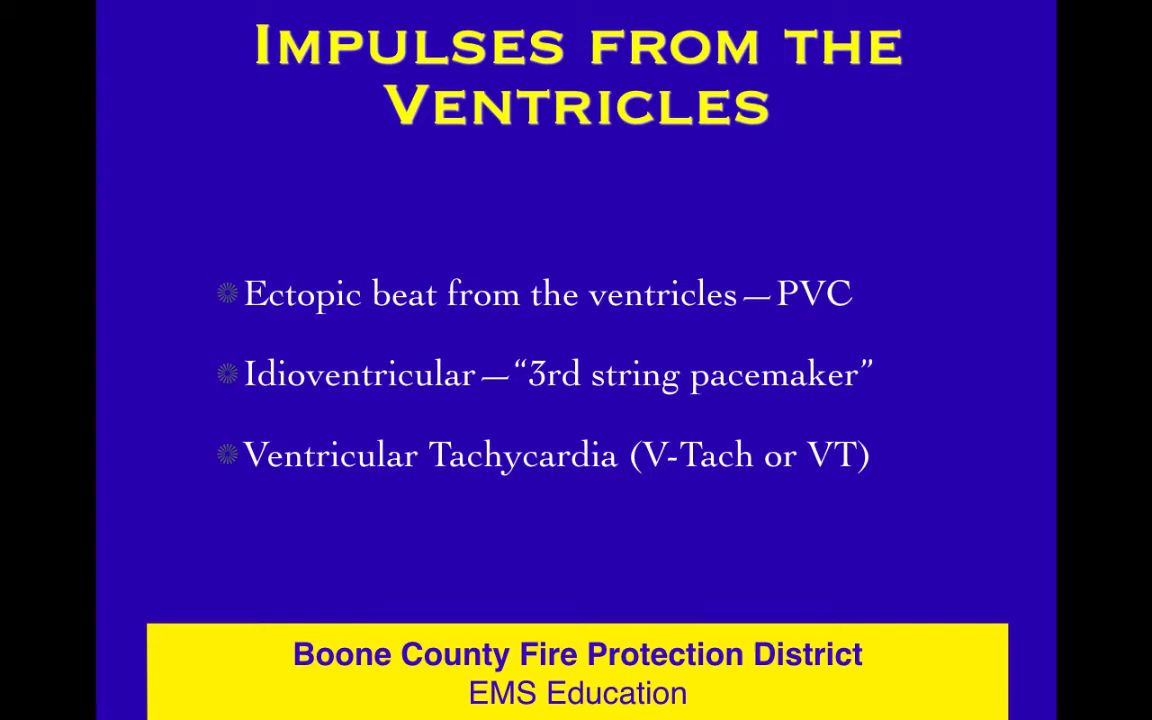 Impulses from the
Ventricles
Ectopic beat from the ventricles—PVC
Idioventricular—“3rd string pacemaker”
Ventricular Tachycardia (V-Tach or VT)
Boone County Fire Protection District
EMS Education